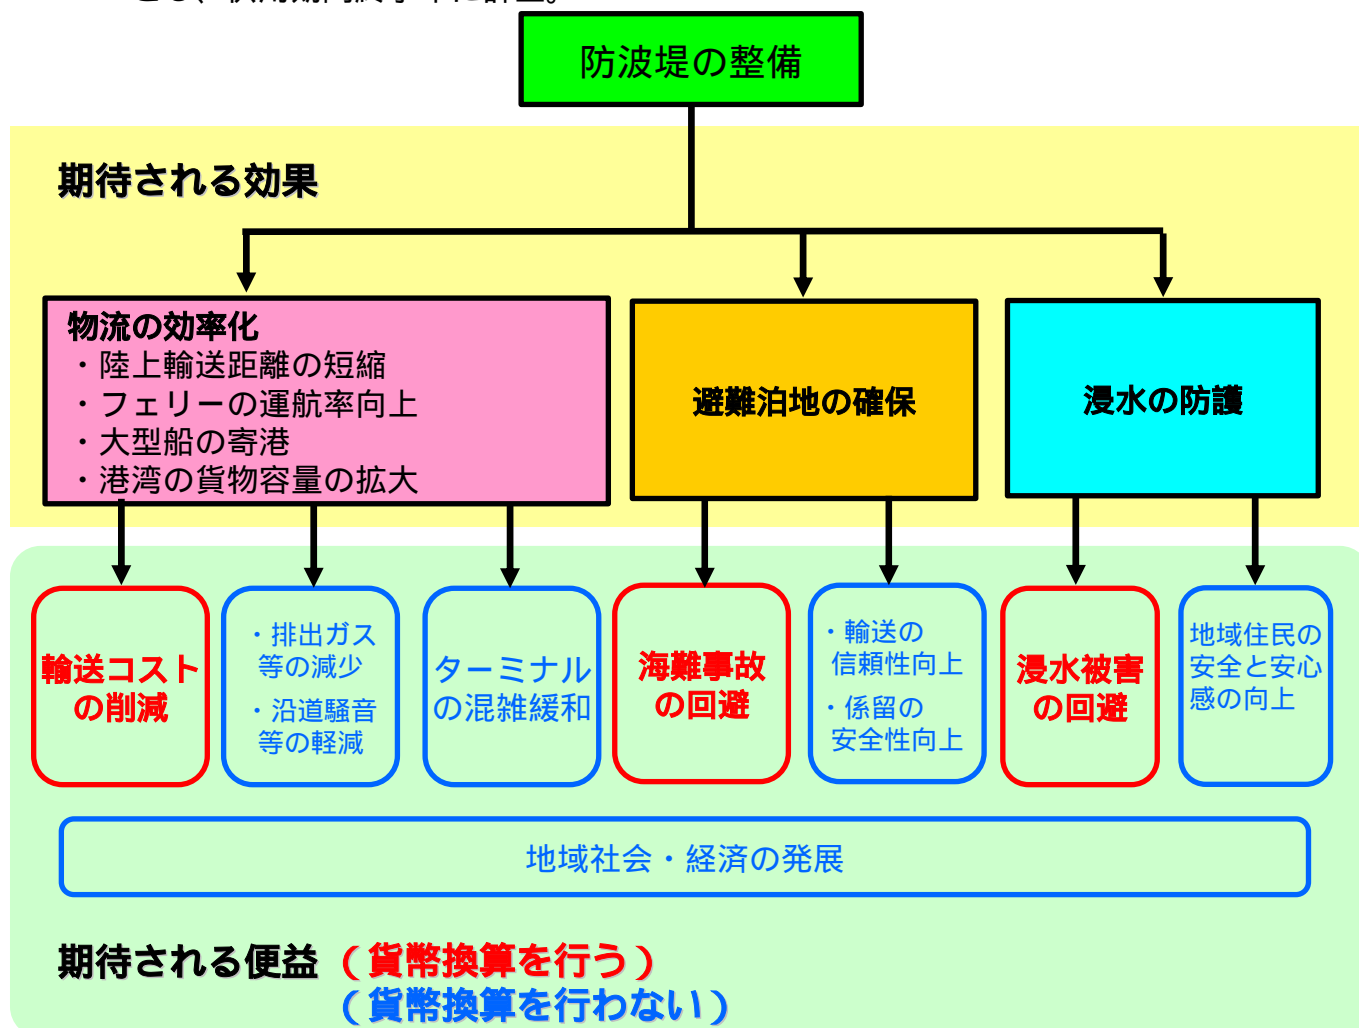 防波堤の整備
期待される効果
物流の効率化
・陸上輸送距離の短縮
・フェリーの運航率向上
・大型船の寄港
・港湾の貨物容量の拡大
避難泊地の確保
浸水の防護
輸送コスト
の削減
・排出ガス
等の減少
・沿道騒音
等の軽減
ターミナル
の混雑緩和
海難事故
の回避
・輸送の
信頼性向上
・係留の
安全性向上
浸水被害
の回避
地域住民の
安全と安心
感の向上
地域社会・経済の発展
期待される便益（貨幣換算を行う）
（貨幣換算を行わない）